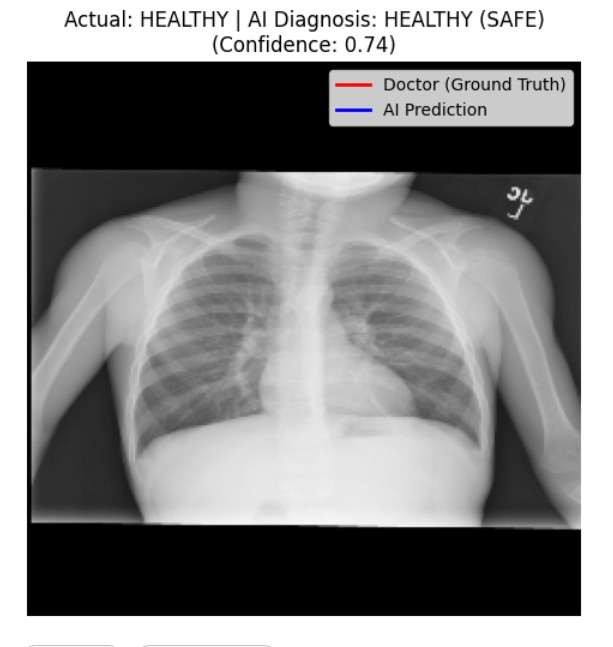 Actual: HEALTHY | AI Diagnosis: HEALTHY (SAFE)
(Confidence: 0.74)
Doctor (Ground Truth)
AI Prediction